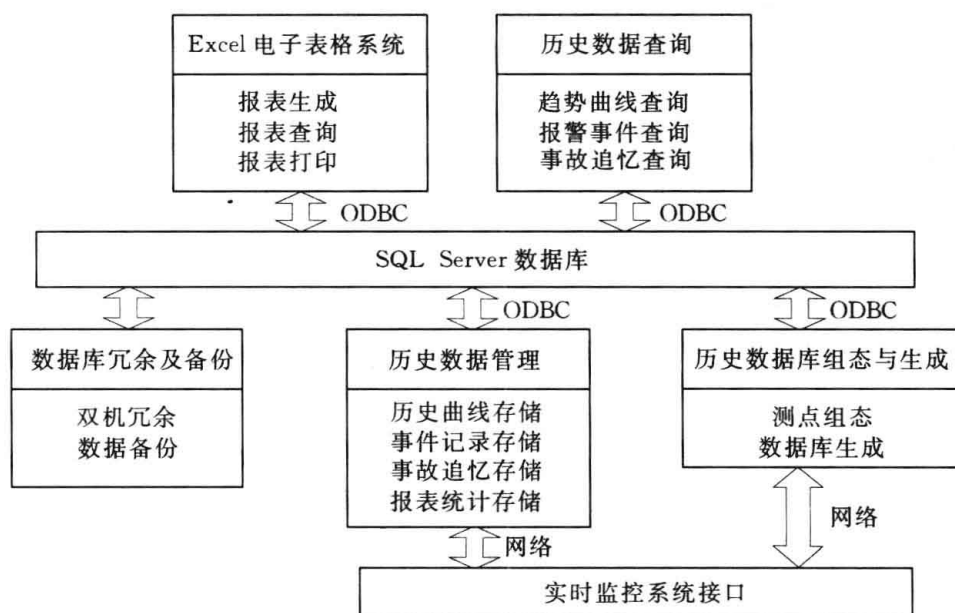 Excel 电子表格系统
报表生成
报表查询
报表打印
历史数据查询
趋势曲线查询
报警事件查询
事故追忆查询
ODBC
ODBC
SQL Server 数据库
ODBC
ODBC
数据库冗余及备份
双机冗余
数据备份
历史数据管理
历史曲线存储
事件记录存储
事故追忆存储
报表统计存储
历史数据库组态与生成
测点组态
数据库生成
网络
网络
实时监控系统接口